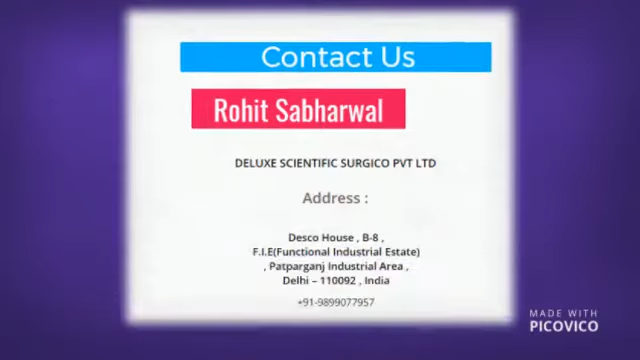 Contact Us
Rohit Sabharwal
DELUXE SCIENTIFIC SURGICO PVT LTD
Address :
Desco House , B-8 ,
F.I.E(Functional Industrial Estate)
, Patparganj Industrial Area ,
Delhi – 110092 , India
+91-9899077957
MADE WITH
PICOVICO